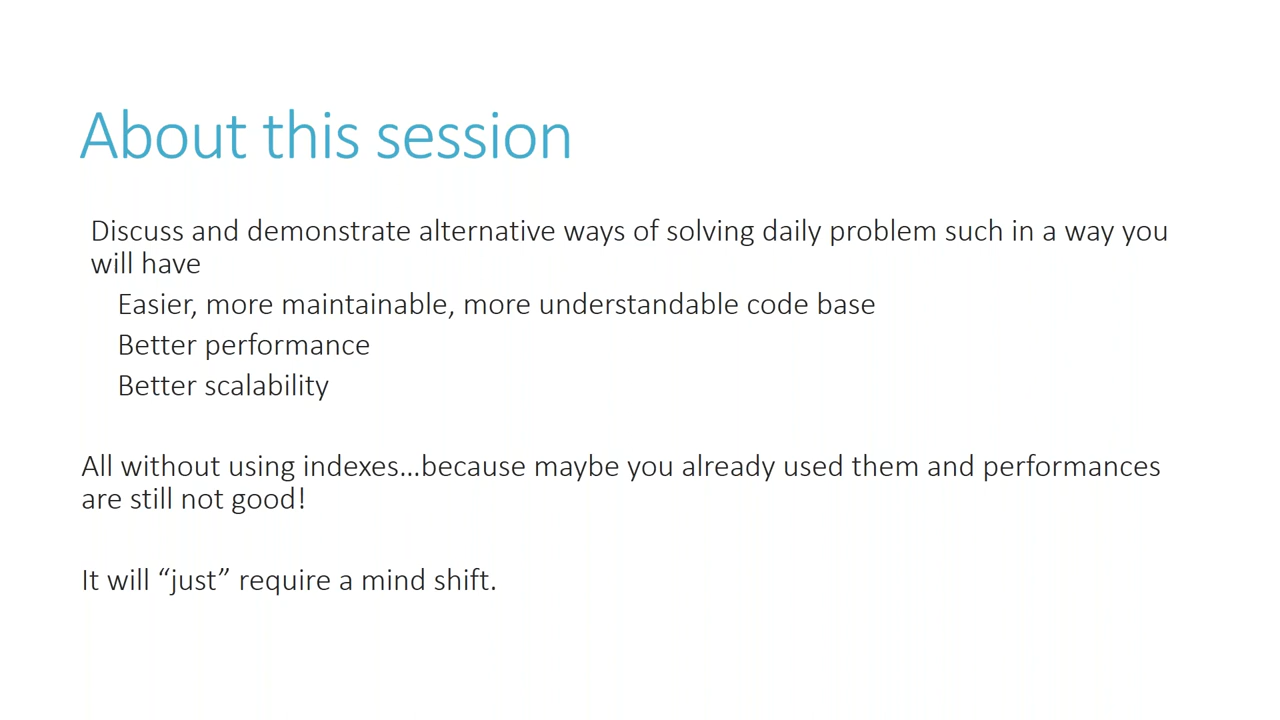 About this session
Discuss and demonstrate alternative ways of solving daily problem such in a way you
will have
Easier, more maintainable, more understandable code base
Better performance
Better scalability
All without using indexes…because maybe you already used them and performances
are still not good!
It will “just” require a mind shift.